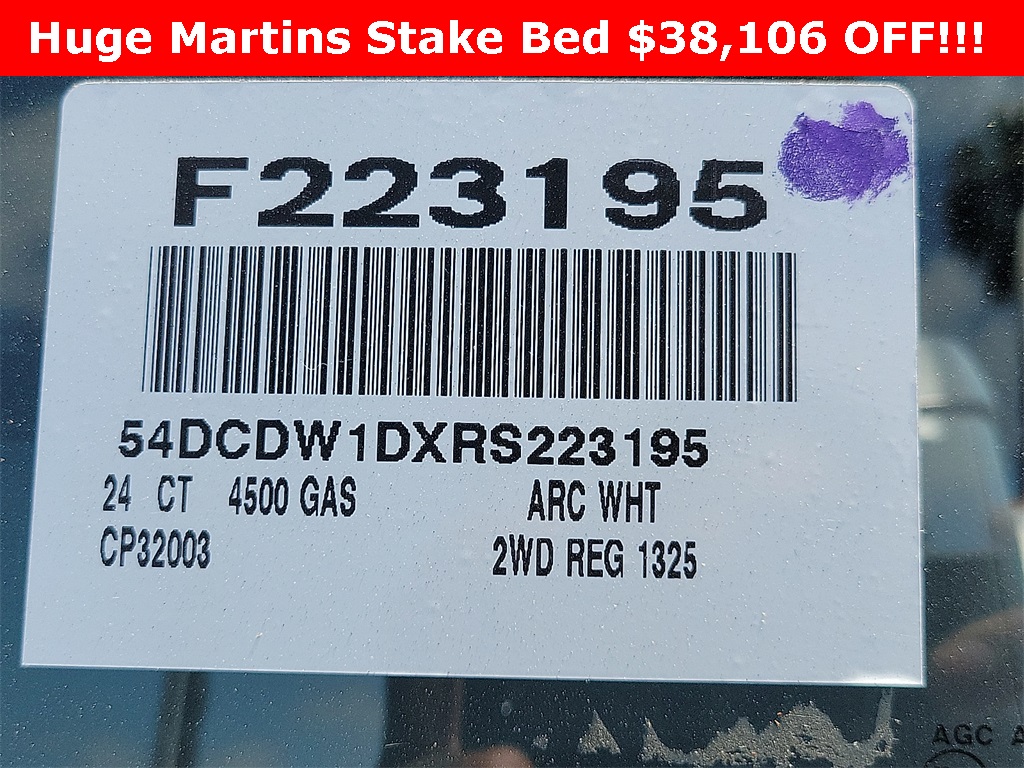 Huge Martins Stake Bed $38,106 OFF!!!
F223195
54DCDW1DXRS223195
24 CT 4500 GAS ARC WHT
CP32003 2WD REG 1325
AGC